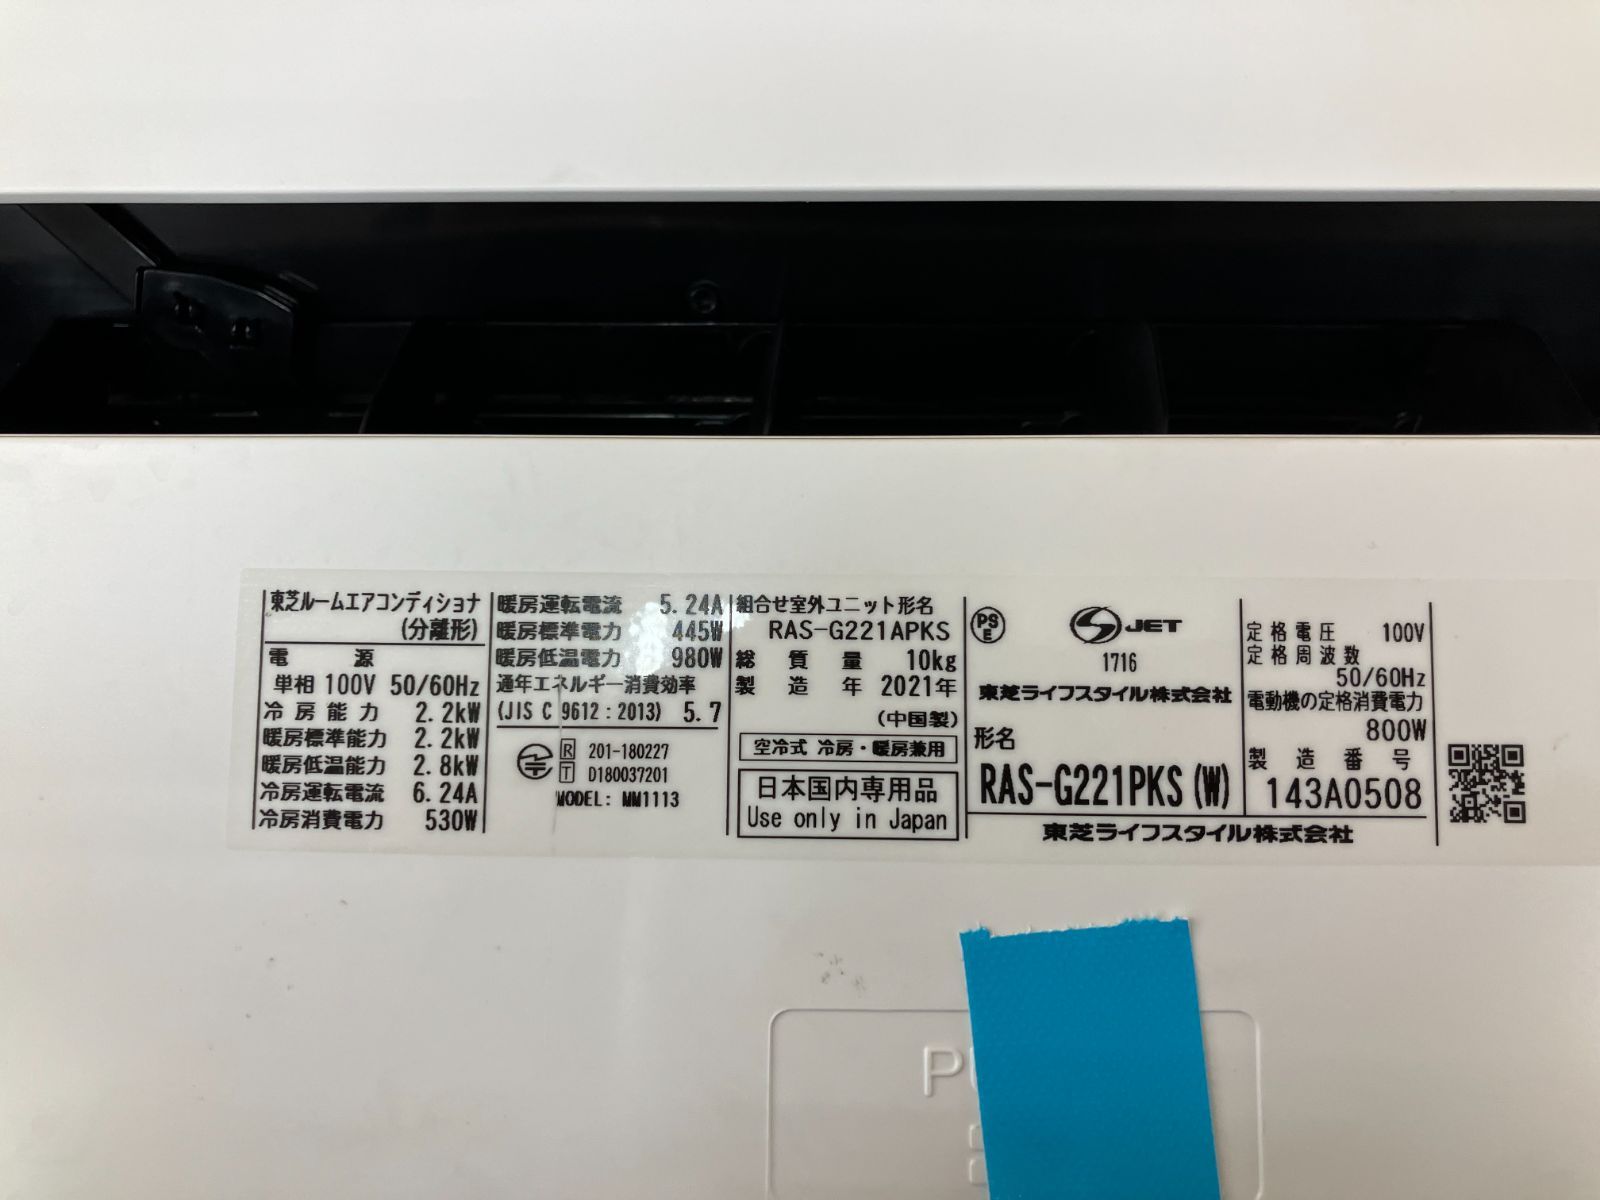 東芝ルームエアコンディショナ
(分離形)
電源
単相 100V 50/60Hz
冷房能力 2.2kW
暖房標準能力 2.2kW
暖房低温能力 2.8kW
冷房運転電流 6.24A
冷房消費電力 530W
暖房運転電流 5.24A
暖房標準電力 445W
暖房低温電力 980W
通年エネルギー消費効率
(JIS C 9612:2013) 5.7
R 201-180227
T D180037201
MODEL: MM1113
組合せ室外ユニット形名
RAS-G221APKS
総質量 10kg
製造年 2021年
(中国製)
空冷式 冷房・暖房兼用
日本国内専用品
Use only in Japan
PS
E
JET
1716
東芝ライフスタイル株式会社
形名
RAS-G221PKS(W)
定格電圧 100V
定格周波数
50/60Hz
電動機の定格消費電力
800W
製造番号
143A0508
東芝ライフスタイル株式会社